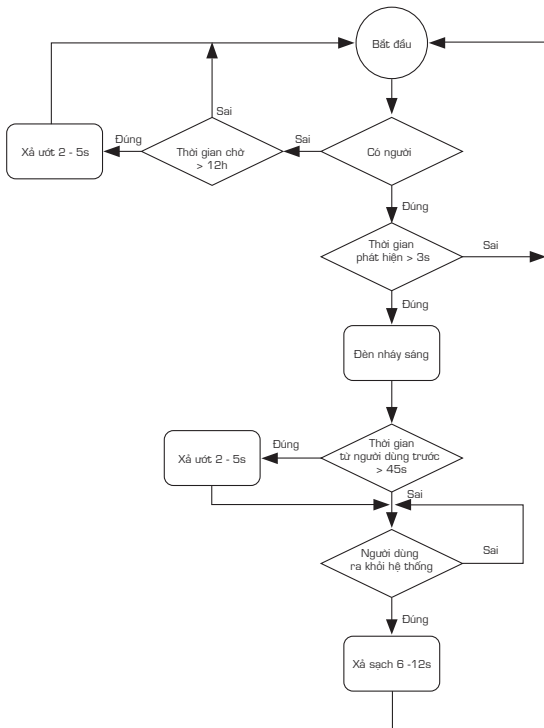 Bắt đầu
Sai
Đúng
Sai
Xả ướt 2 - 5s
Thời gian chờ
> 12h
Có người
Đúng
Thời gian
phát hiện > 3s
Sai
Đúng
Đèn nháy sáng
Thời gian
từ người dùng trước
> 45s
Đúng
Xả ướt 2 - 5s
Sai
Người dùng
ra khỏi hệ thống
Sai
Đúng
Xả sạch 6 -12s